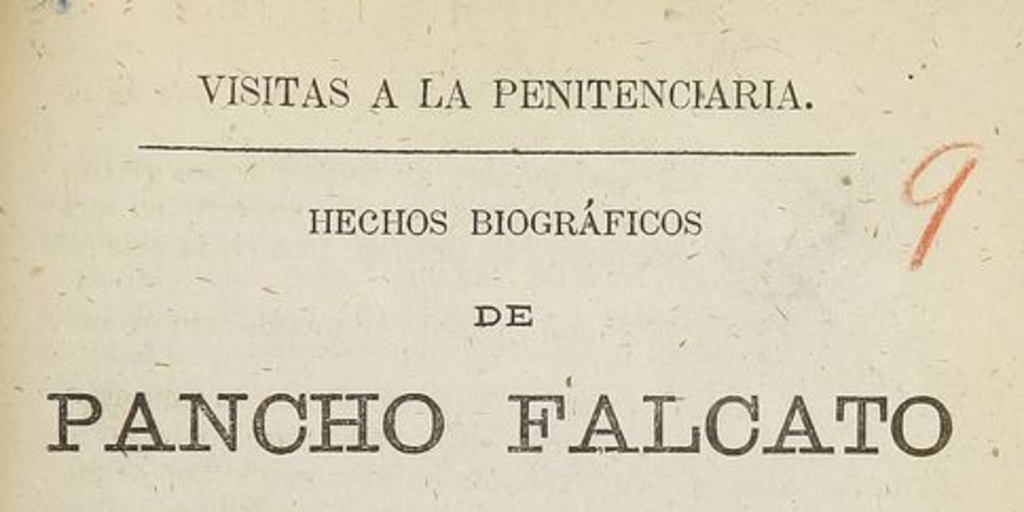 VISITAS A LA PENITENCIARIA.
9
HECHOS BIOGRÁFICOS
DE
PANCHO FALCATO